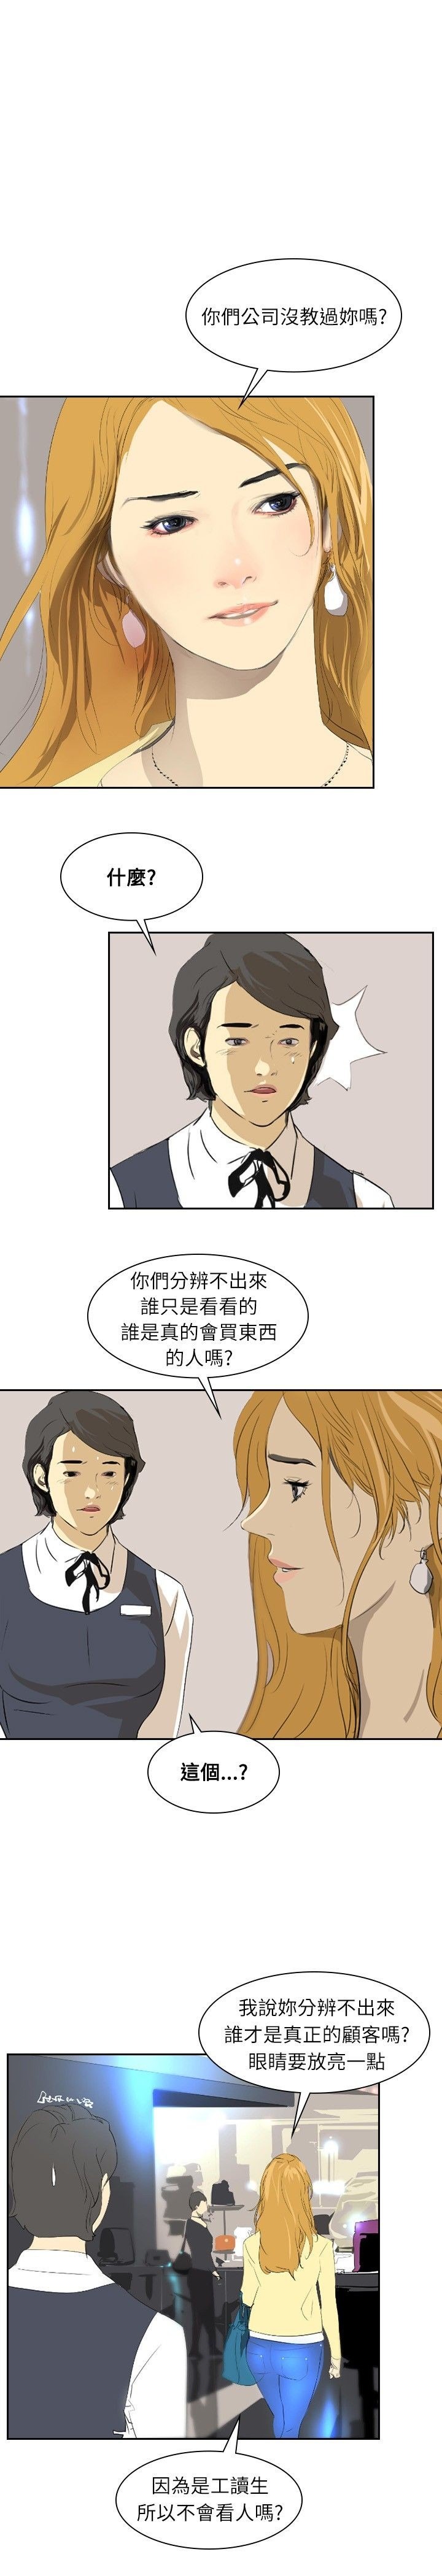 你們公司沒教過妳嗎?
什麼?
你們分辨不出來
誰只是看看的
誰是真的會買東西
的人嗎?
這個...?
我說妳分辨不出來
誰才是真正的顧客嗎?
眼睛要放亮一點
因為是工讀生
所以不會看人嗎?